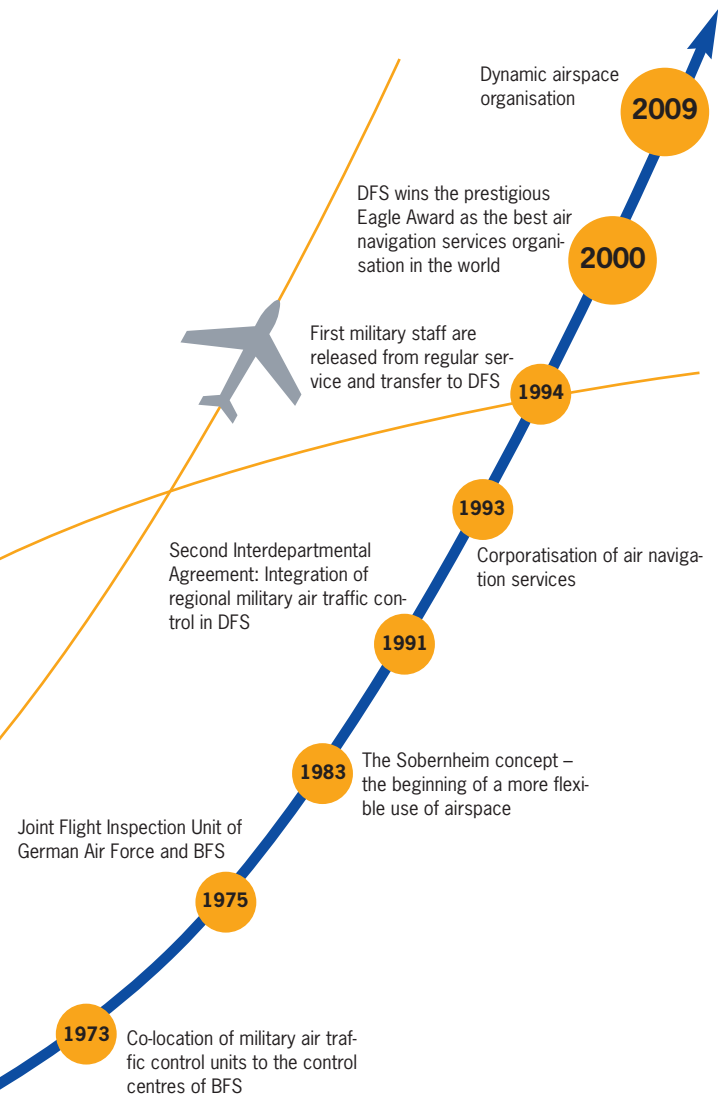 Dynamic airspace
organisation
2009
DFS wins the prestigious
Eagle Award as the best air
navigation services organi-
sation in the world
2000
First military staff are
released from regular ser-
vice and transfer to DFS
1994
1993
Corporatisation of air naviga-
tion services
Second Interdepartmental
Agreement: Integration of
regional military air traffic con-
trol in DFS
1991
1983
The Sobernheim concept –
the beginning of a more flexi-
ble use of airspace
Joint Flight Inspection Unit of
German Air Force and BFS
1975
1973
Co-location of military air traf-
fic control units to the control
centres of BFS